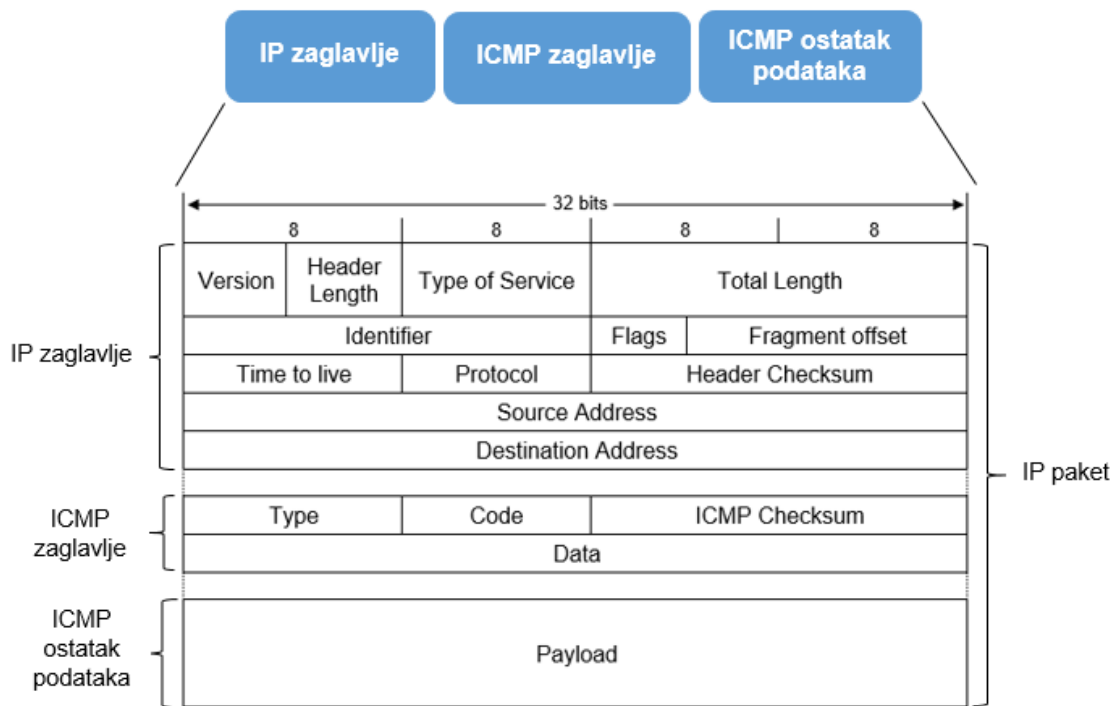 IP zaglavlje
ICMP zaglavlje
ICMP ostatak
podataka
32 bits
8 8 8 8
Version
Header
Length
Type of Service
Total Length
Identifier
Flags
Fragment offset
Time to live
Protocol
Header Checksum
Source Address
Destination Address
IP zaglavlje
Type
Code
ICMP Checksum
Data
ICMP
zaglavlje
Payload
ICMP
ostatak
podataka
IP paket